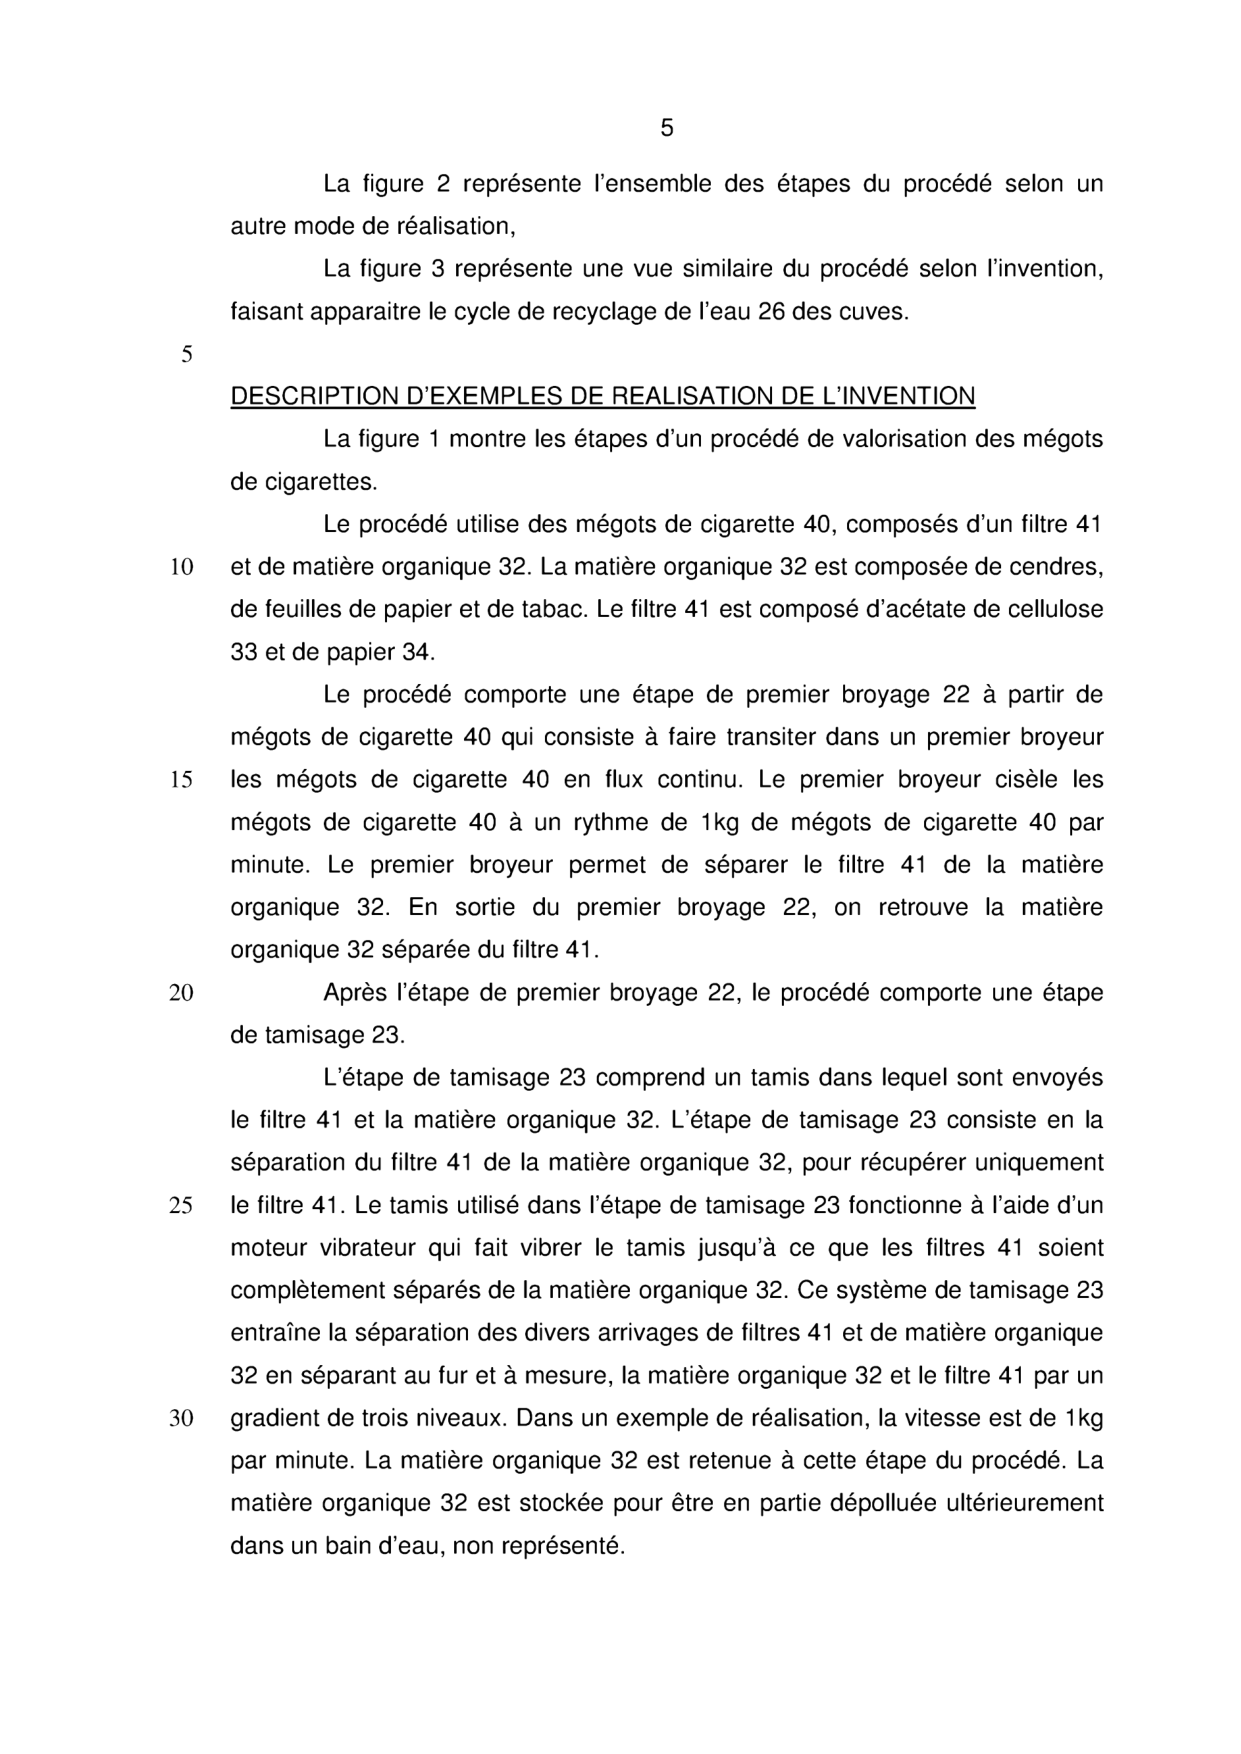 5
La figure 2 représente l'ensemble des étapes du procédé selon un
autre mode de réalisation,
La figure 3 représente une vue similaire du procédé selon l'invention,
faisant apparaitre le cycle de recyclage de l'eau 26 des cuves.
5
DESCRIPTION D'EXEMPLES DE REALISATION DE L'INVENTION
La figure 1 montre les étapes d'un procédé de valorisation des mégots
de cigarettes.
Le procédé utilise des mégots de cigarette 40, composés d'un filtre 41
10 et de matière organique 32. La matière organique 32 est composée de cendres,
de feuilles de papier et de tabac. Le filtre 41 est composé d'acétate de cellulose
33 et de papier 34.
Le procédé comporte une étape de premier broyage 22 à partir de
mégots de cigarette 40 qui consiste à faire transiter dans un premier broyeur
15 les mégots de cigarette 40 en flux continu. Le premier broyeur cisèle les
mégots de cigarette 40 à un rythme de 1kg de mégots de cigarette 40 par
minute. Le premier broyeur permet de séparer le filtre 41 de la matière
organique 32. En sortie du premier broyage 22, on retrouve la matière
organique 32 séparée du filtre 41.
20 Après l'étape de premier broyage 22, le procédé comporte une étape
de tamisage 23.
L'étape de tamisage 23 comprend un tamis dans lequel sont envoyés
le filtre 41 et la matière organique 32. L'étape de tamisage 23 consiste en la
séparation du filtre 41 de la matière organique 32, pour récupérer uniquement
25 le filtre 41. Le tamis utilisé dans l'étape de tamisage 23 fonctionne à l'aide d'un
moteur vibrateur qui fait vibrer le tamis jusqu'à ce que les filtres 41 soient
complètement séparés de la matière organique 32. Ce système de tamisage 23
entraîne la séparation des divers arrivages de filtres 41 et de matière organique
32 en séparant au fur et à mesure, la matière organique 32 et le filtre 41 par un
30 gradient de trois niveaux. Dans un exemple de réalisation, la vitesse est de 1kg
par minute. La matière organique 32 est retenue à cette étape du procédé. La
matière organique 32 est stockée pour être en partie dépolluée ultérieurement
dans un bain d'eau, non représenté.